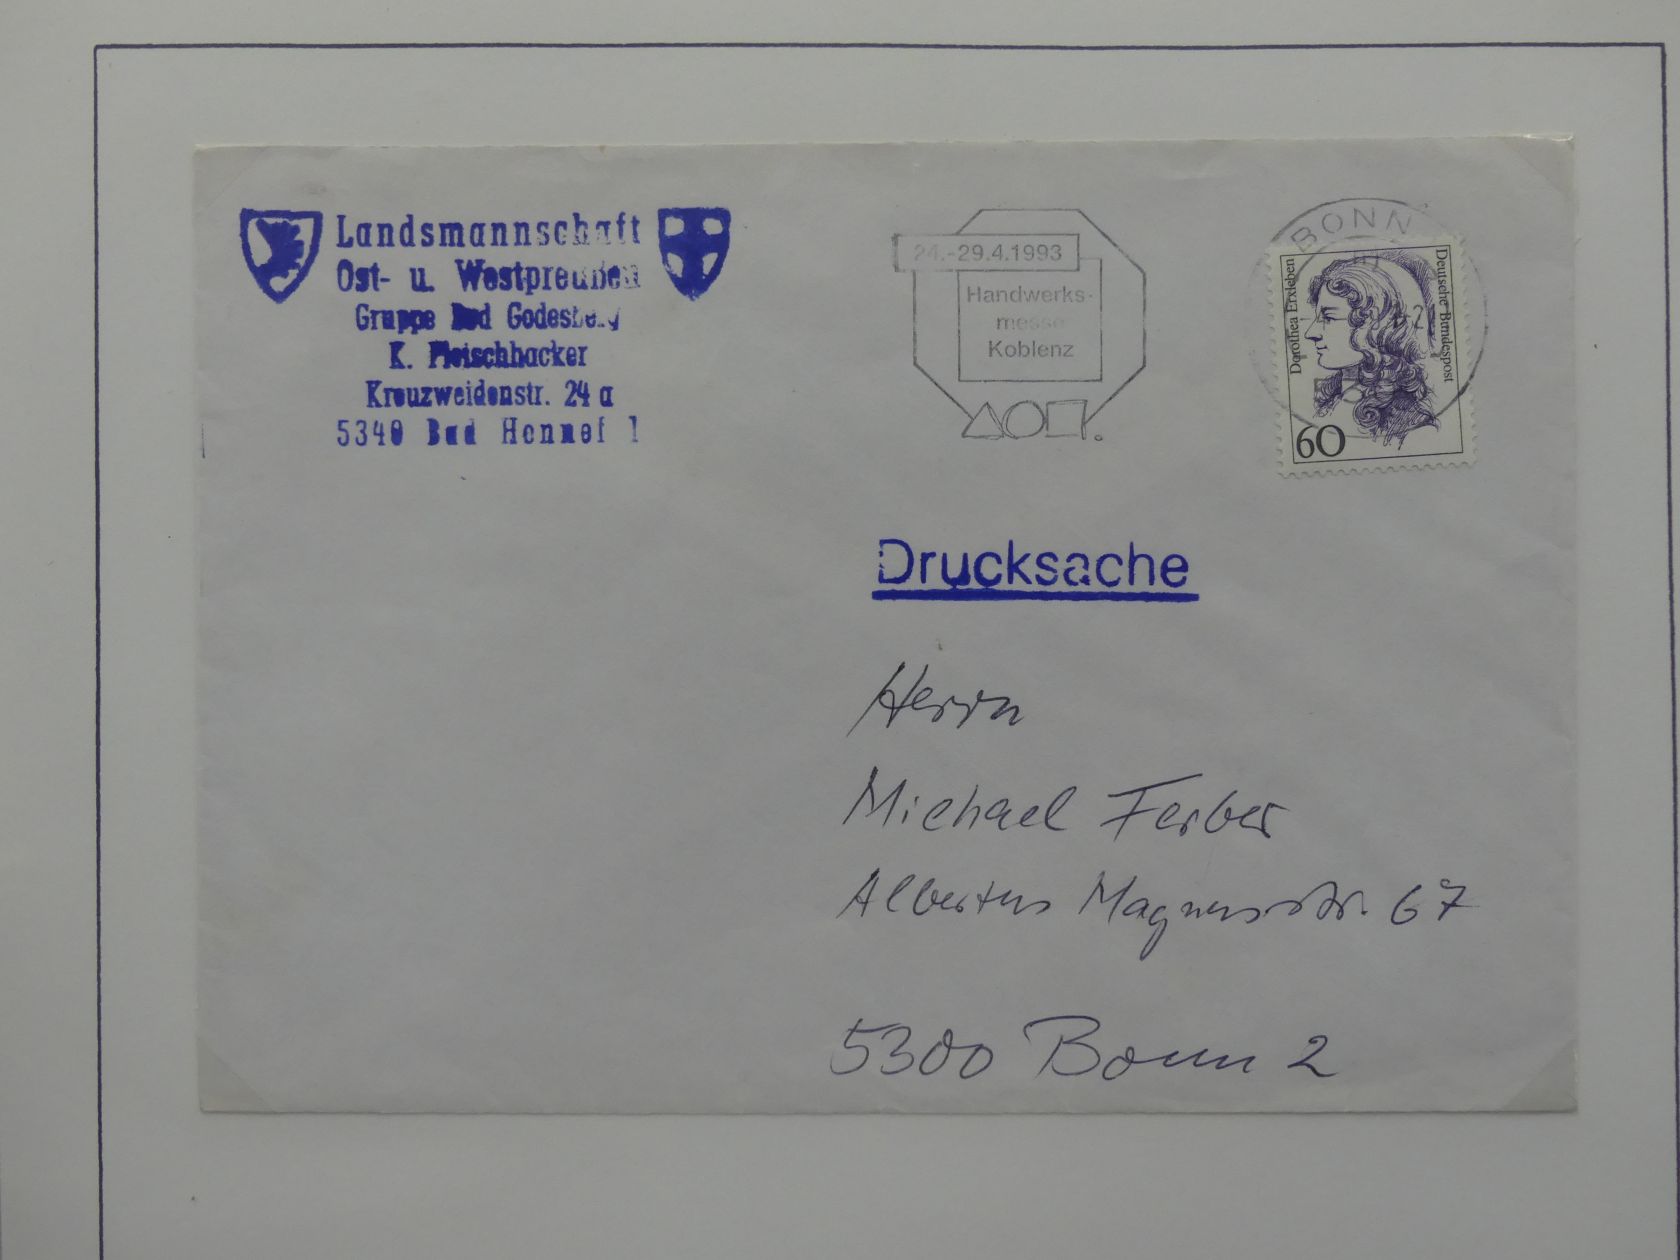 Landsmannschaft
Ost- u. Westpreußen
Gruppe Bad Godesberg
K. Fleischhacker
Kreuzweidenstr. 24 a
5340 Bad Honnef 1
24.-29.4.1993
Handwerks-
messe
Koblenz
BONN
Dorothea Erxleben
Deutsche Bundespost
60
Drucksache
Herrn
Michael Ferber
Albertus Magnusstr. 67
5300 Bonn 2